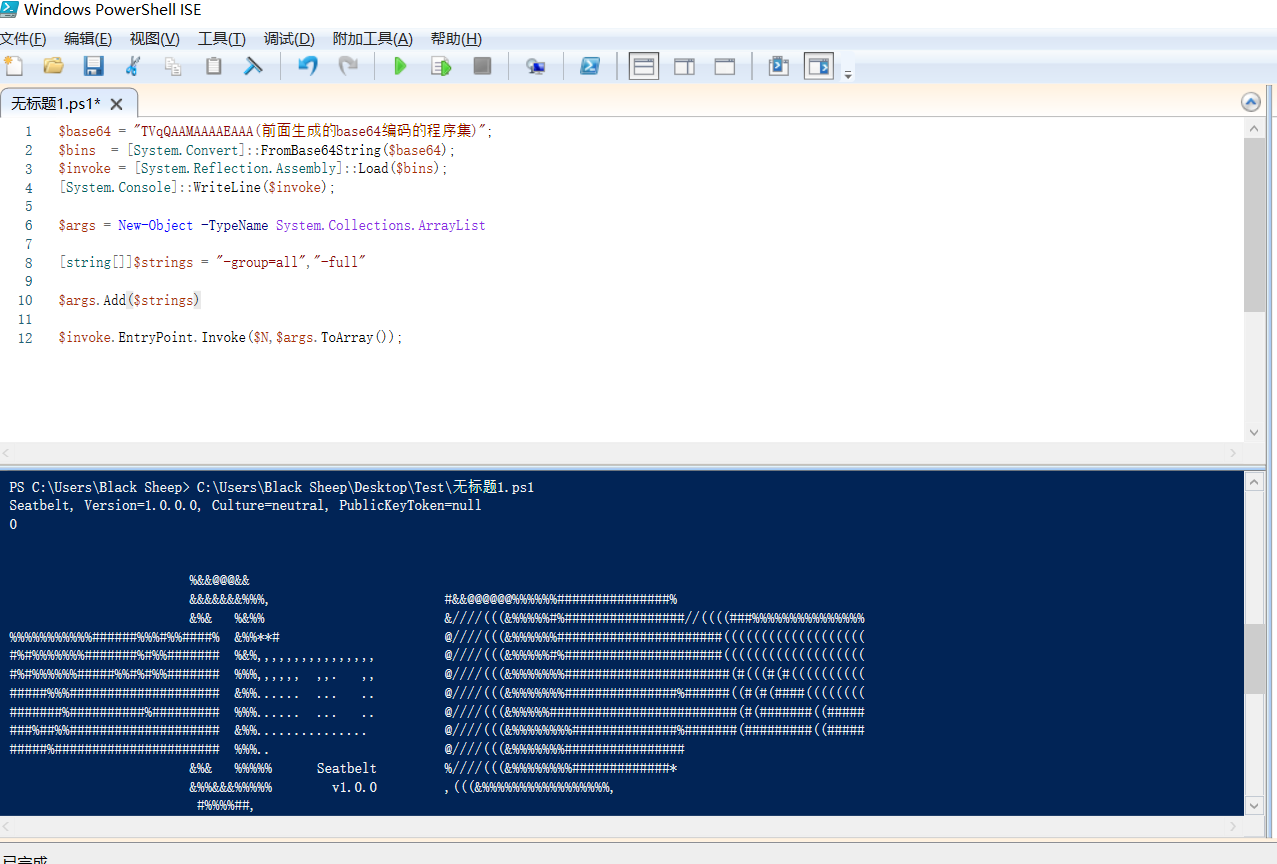 Windows PowerShell ISE
文件(F) 编辑(E) 视图(V) 工具(T) 调试(D) 附加工具(A) 帮助(H)
无标题1.ps1*
1 $base64 = "TVqQAAMAAAAEAAA(前面生成的base64编码的程序集)";
2 $bins = [System.Convert]::FromBase64String($base64);
3 $invoke = [System.Reflection.Assembly]::Load($bins);
4 [System.Console]::WriteLine($invoke);
5
6 $args = New-Object -TypeName System.Collections.ArrayList
7
8 [string[]]$strings = "-group=all","-full"
9
10 $args.Add($strings)
11
12 $invoke.EntryPoint.Invoke($N,$args.ToArray());
PS C:\Users\Black Sheep> C:\Users\Black Sheep\Desktop\Test\无标题1.ps1
Seatbelt, Version=1.0.0.0, Culture=neutral, PublicKeyToken=null
0
%&&@@@&&
&&&&&&&%%%, #&&@@@@@@%%%%%%###############%
&%& %&%% &////(((&%%%%%#%################//((((###%%%%%%%%%%%%%%%
%%%%%%%%%%%######%%%#%%####% &%%**# @////(((&%%%%%%######################(((((((((((((((((((
#%#%%%%%%%#######%#%%####### %&%,,,,,,,,,,,,,,,, @////(((&%%%%%#%#####################(((((((((((((((((((
#%#%%%%%%#####%%#%#%%####### %%%,,,,,, ,,. ,, @////(((&%%%%%%%######################(#(((#(#((((((((((
#####%%%#################### &%%...... ... .. @////(((&%%%%%%%###############%######((#(#(####((((((((
#######%##########%######### %%%...... ... .. @////(((&%%%%%#########################(#(#######((#####
###%##%%#################### &%%............... @////(((&%%%%%%%%##############%#######(#########((#####
#####%###################### %%%.. @////(((&%%%%%%%################
&%& %%%%% Seatbelt %////(((&%%%%%%%%#############*
&%%&&&%%%%% v1.0.0 ,(((&%%%%%%%%%%%%%%%%%,
#%%%%##,
已完成